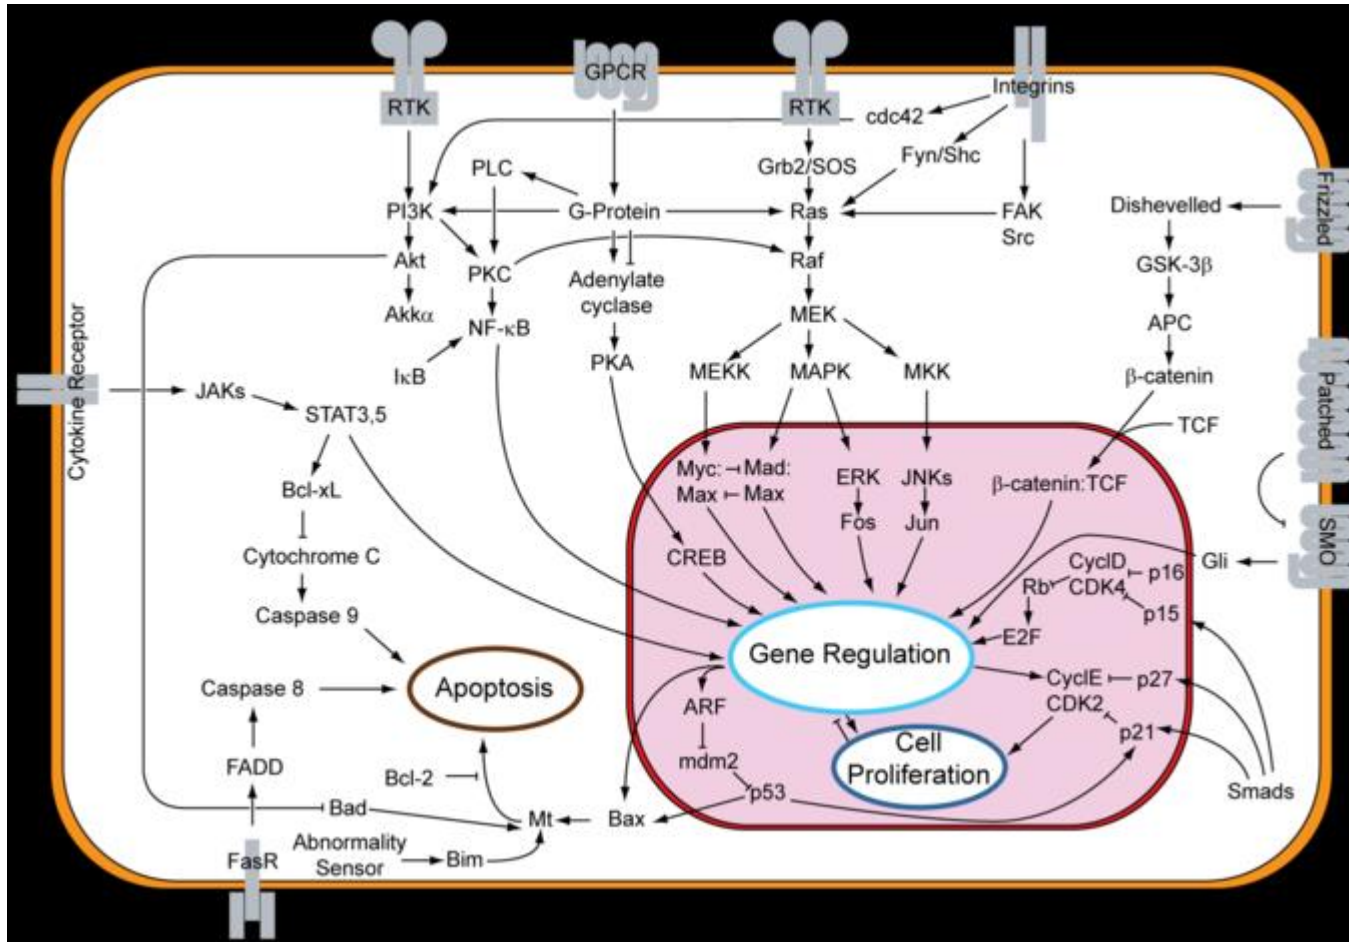 GPCR
RTK
RTK
Integrins
cdc42
PLC
Grb2/SOS
Fyn/Shc
Frizzled
PI3K
G-Protein
Ras
FAK
Src
Dishevelled
Akt
PKC
Adenylate
cyclase
Raf
GSK-3β
Akkα
NF-κB
MEK
APC
Cytokine Receptor
IκB
PKA
MEKK
MAPK
MKK
β-catenin
Patched
JAKs
STAT3,5
TCF
Myc:
Mad:
Max
Max
ERK
JNKs
β-catenin:TCF
Bcl-xL
Fos
Jun
SMO
Cytochrome C
CREB
CyclD
CDK4
p16
Gli
Rb
p15
Caspase 9
E2F
Gene Regulation
Caspase 8
Apoptosis
ARF
CyclE
CDK2
p27
p21
FADD
Bcl-2
mdm2
Cell
Proliferation
p53
Smads
Bad
Mt
Bax
Abnormality
Sensor
Bim
FasR